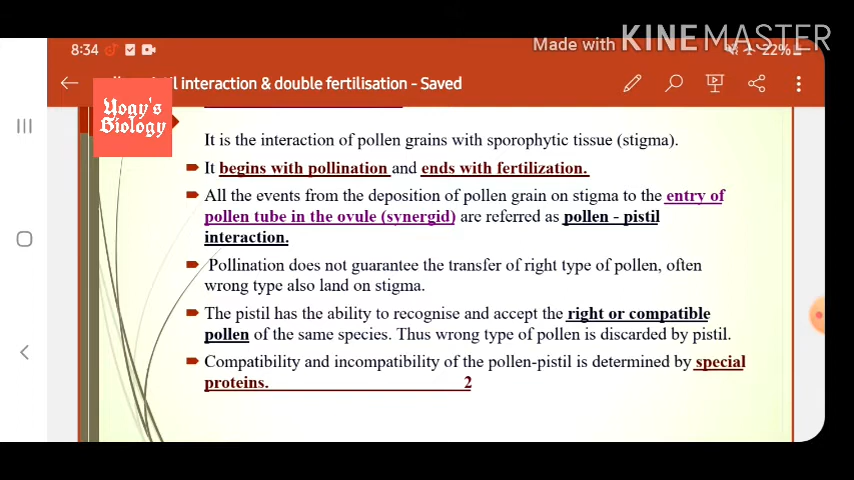 Made with KINEMASTER
8:34 22%
il interaction & double fertilisation - Saved
Yogy's
Biology
It is the interaction of pollen grains with sporophytic tissue (stigma).
It begins with pollination and ends with fertilization.
All the events from the deposition of pollen grain on stigma to the entry of
pollen tube in the ovule (synergid) are referred as pollen - pistil
interaction.
Pollination does not guarantee the transfer of right type of pollen, often
wrong type also land on stigma.
The pistil has the ability to recognise and accept the right or compatible
pollen of the same species. Thus wrong type of pollen is discarded by pistil.
Compatibility and incompatibility of the pollen-pistil is determined by special
proteins. 2